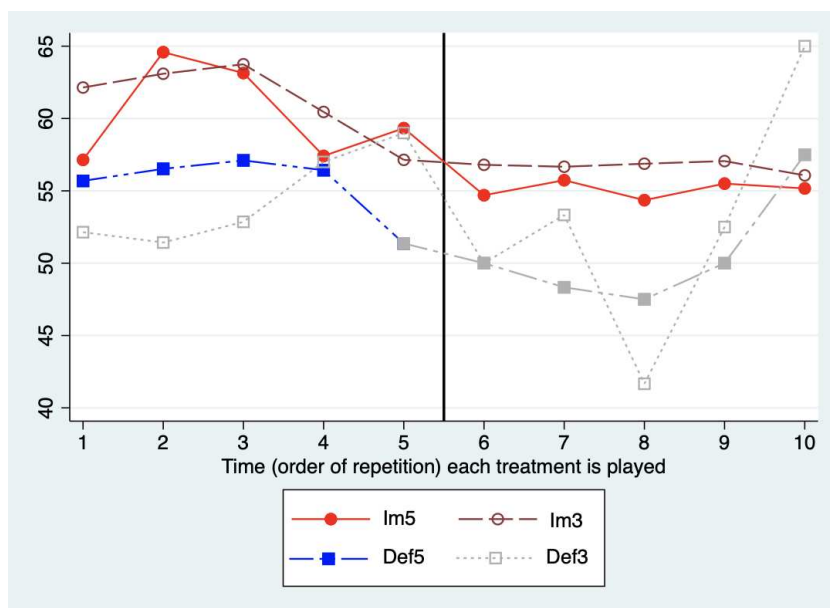 65
60
55
50
45
40
1 2 3 4 5 6 7 8 9 10
Time (order of repetition) each treatment is played
Im5 Im3
Def5 Def3